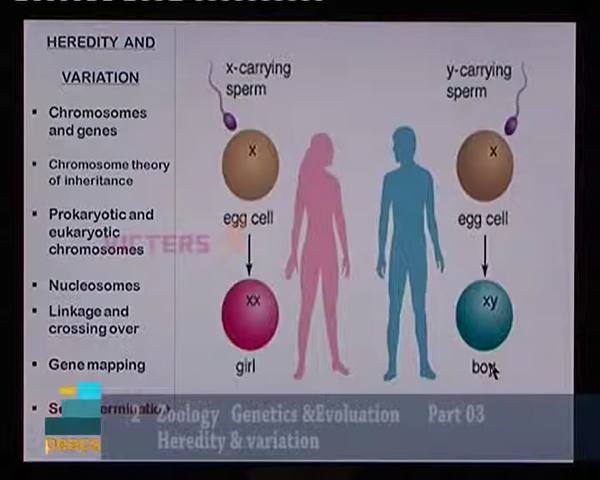 HEREDITY AND
VARIATION
▪ Chromosomes
and genes
▪ Chromosome theory
of inheritance
▪ Prokaryotic and
eukaryotic
chromosomes
▪ Nucleosomes
▪ Linkage and
crossing over
▪ Gene mapping
x-carrying
sperm
x
egg cell
xx
girl
y-carrying
sperm
x
egg cell
xy
boy
VICTERS
2 Zoology Genetics &Evoluation Part 03
Heredity & variation